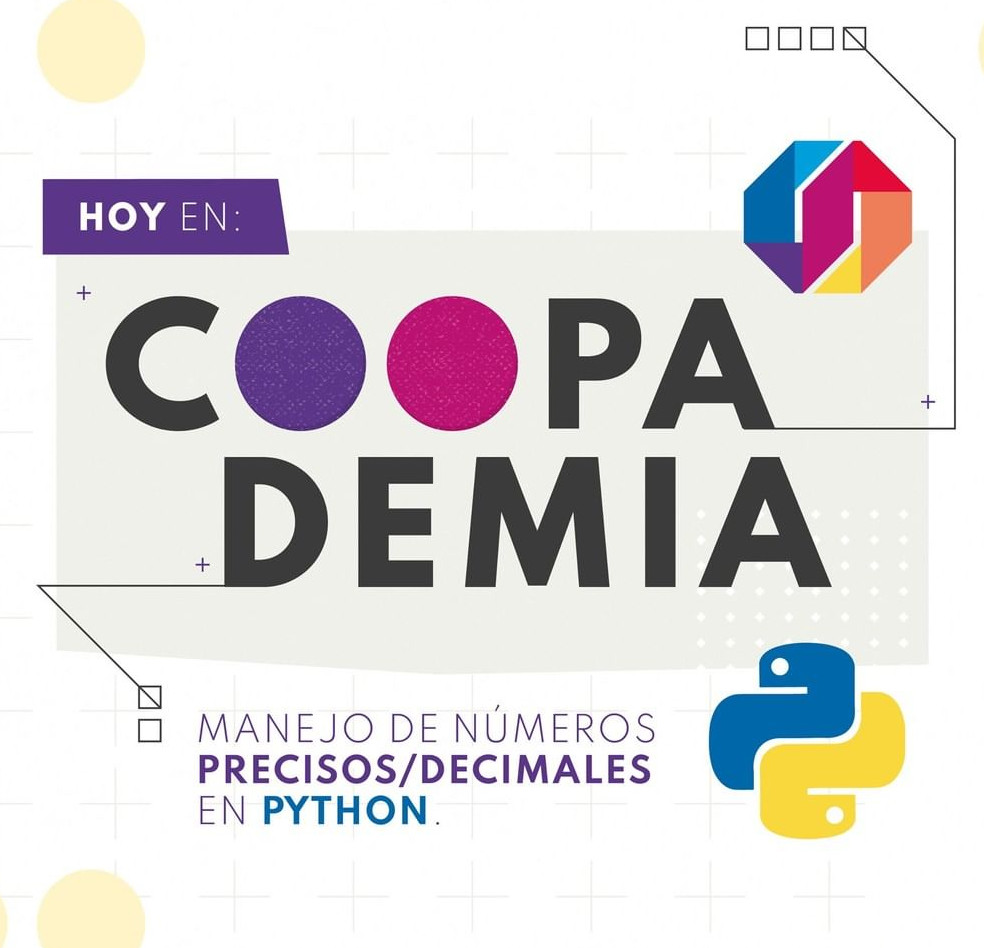 HOY EN:
COOPA
DEMIA
MANEJO DE NÚMEROS
PRECISOS/DECIMALES
EN PYTHON.